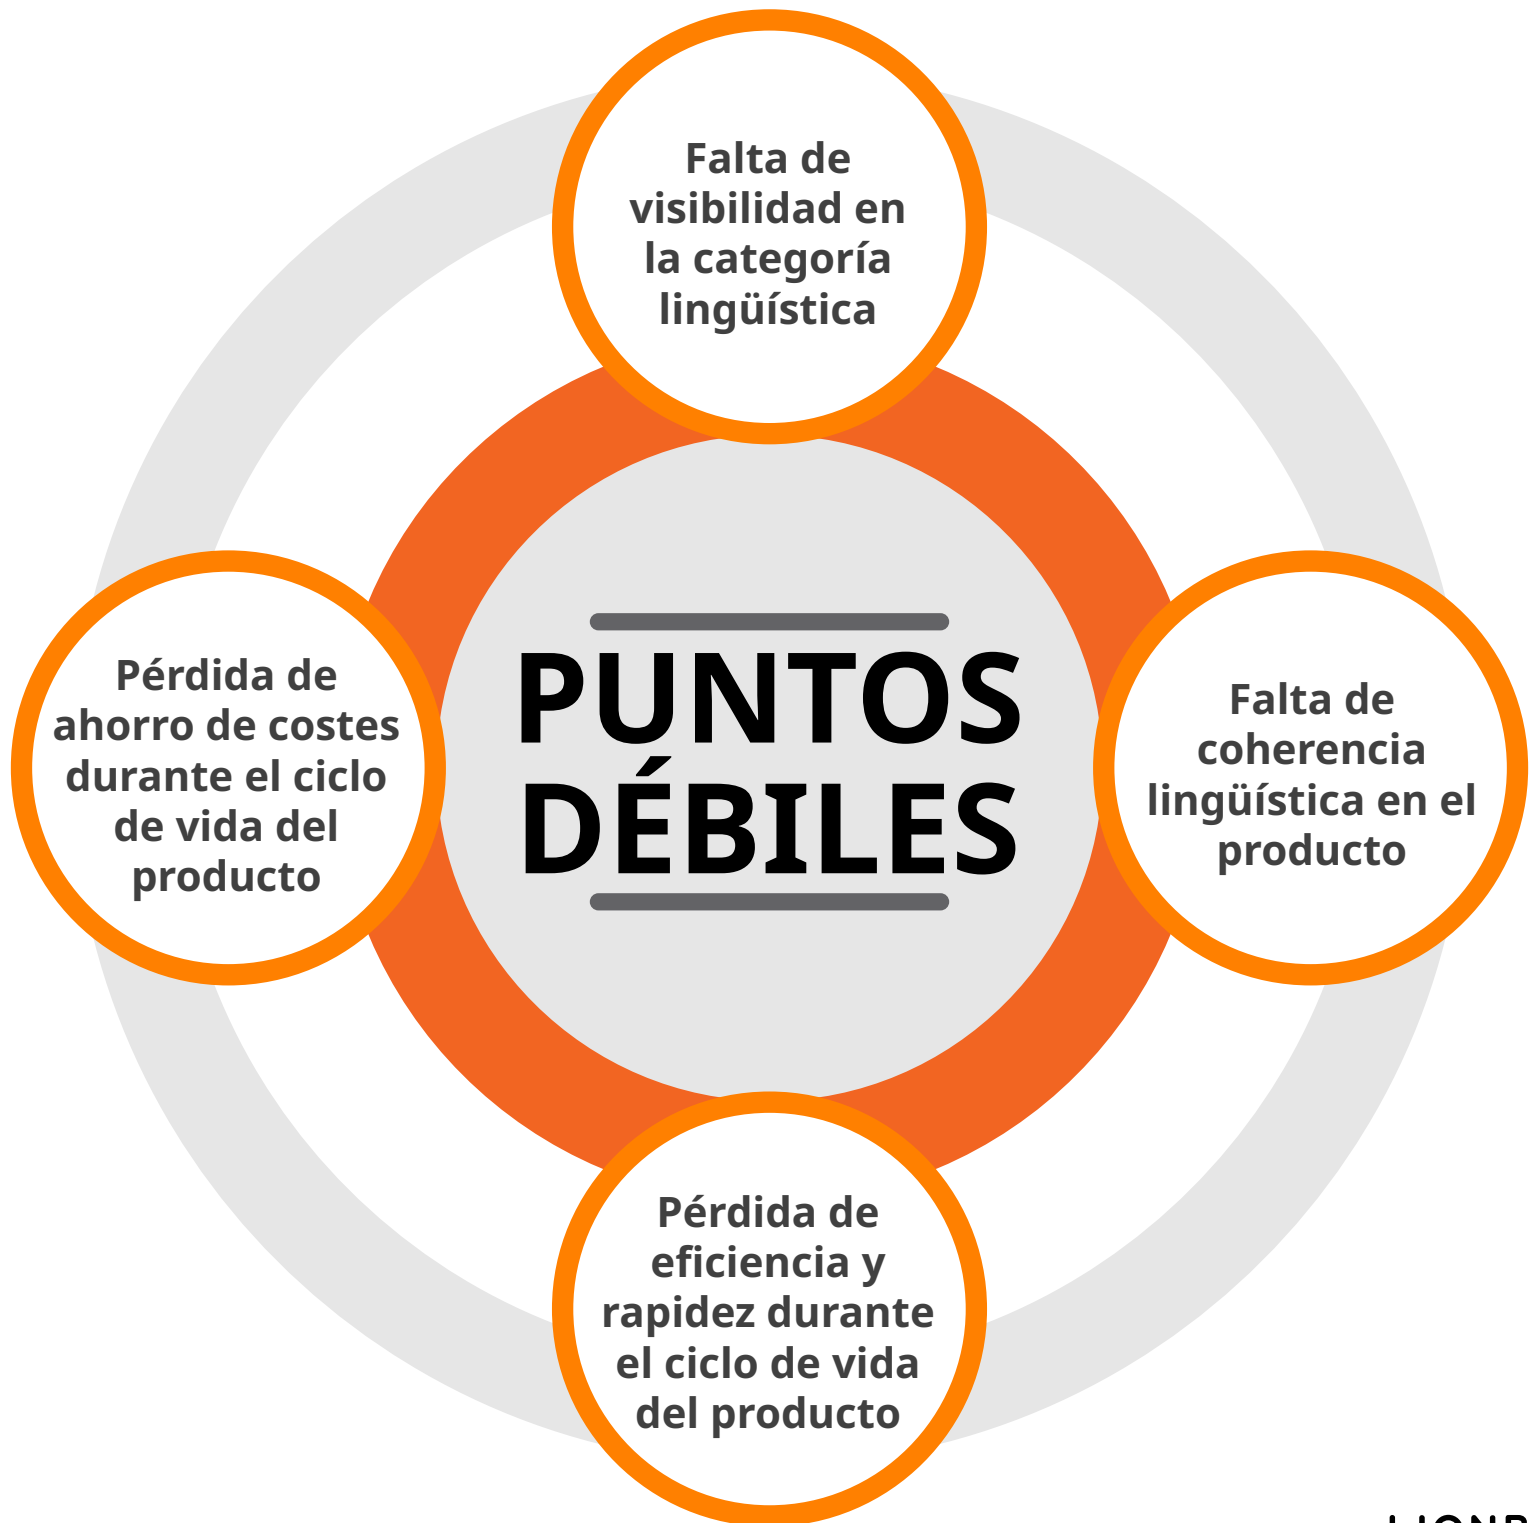 Falta de
visibilidad en
la categoría
lingüística
PUNTOS
DÉBILES
Pérdida de
ahorro de costes
durante el ciclo
de vida del
producto
Falta de
coherencia
lingüística en el
producto
Pérdida de
eficiencia y
rapidez durante
el ciclo de vida
del producto